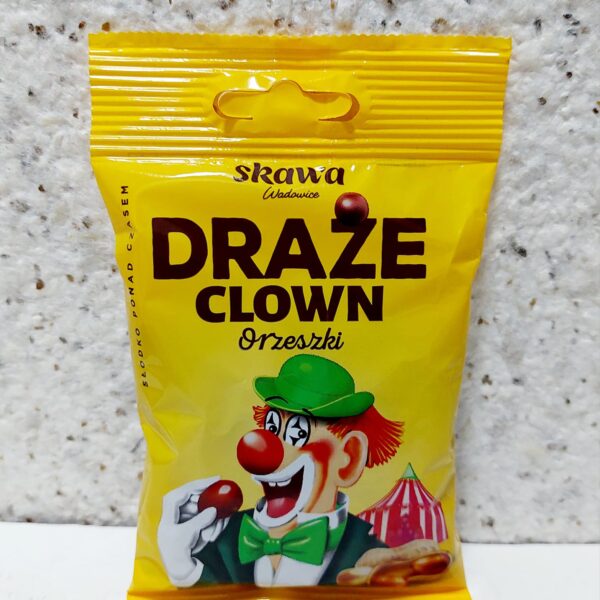 skawa
Wadowice
DRAŻE
CLOWN
Orzeszki
SŁODKO PONAD CZASEM